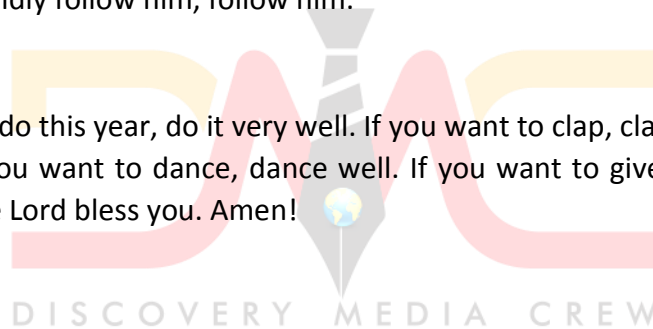 ndly follow him, follow him.
do this year, do it very well. If you want to clap, cla
ou want to dance, dance well. If you want to give
Lord bless you. Amen!
DMC
DISCOVERY MEDIA CREW